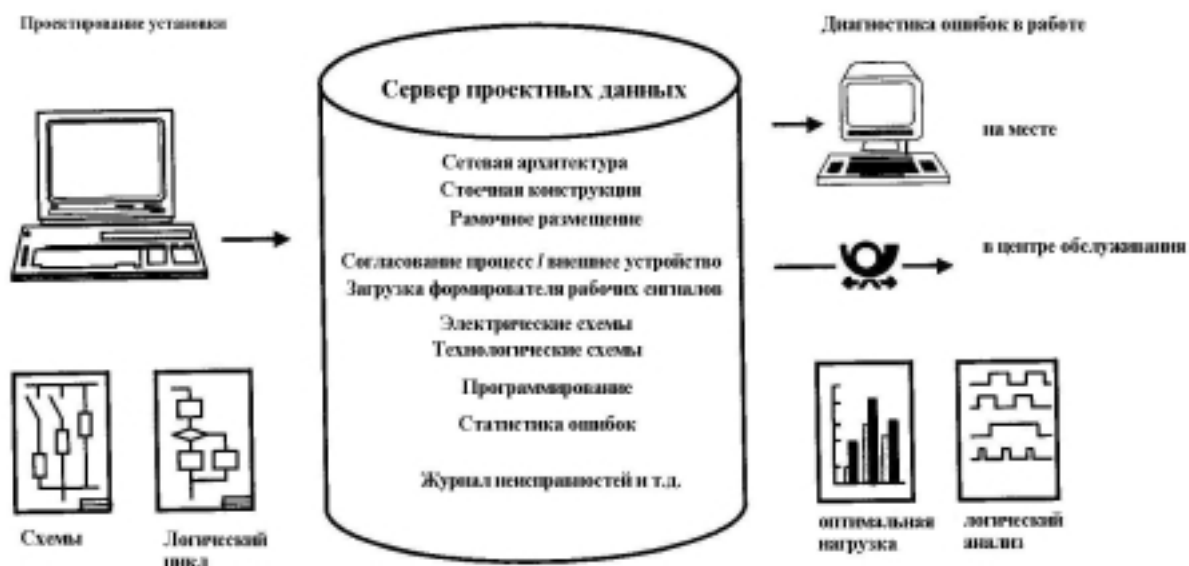 Проектирование установки
Диагностика ошибок в работе
Сервер проектных данных
на месте
Сетевая архитектура
Стоечная конструкция
Рамочное размещение
в центре обслуживания
Согласование процесс / внешнее устройство
Загрузка формирователя рабочих сигналов
Электрические схемы
Технологические схемы
Программирование
Статистика ошибок
Журнал неисправностей и т.д.
Схемы
Логический
цикл
оптимальная
нагрузка
логический
анализ